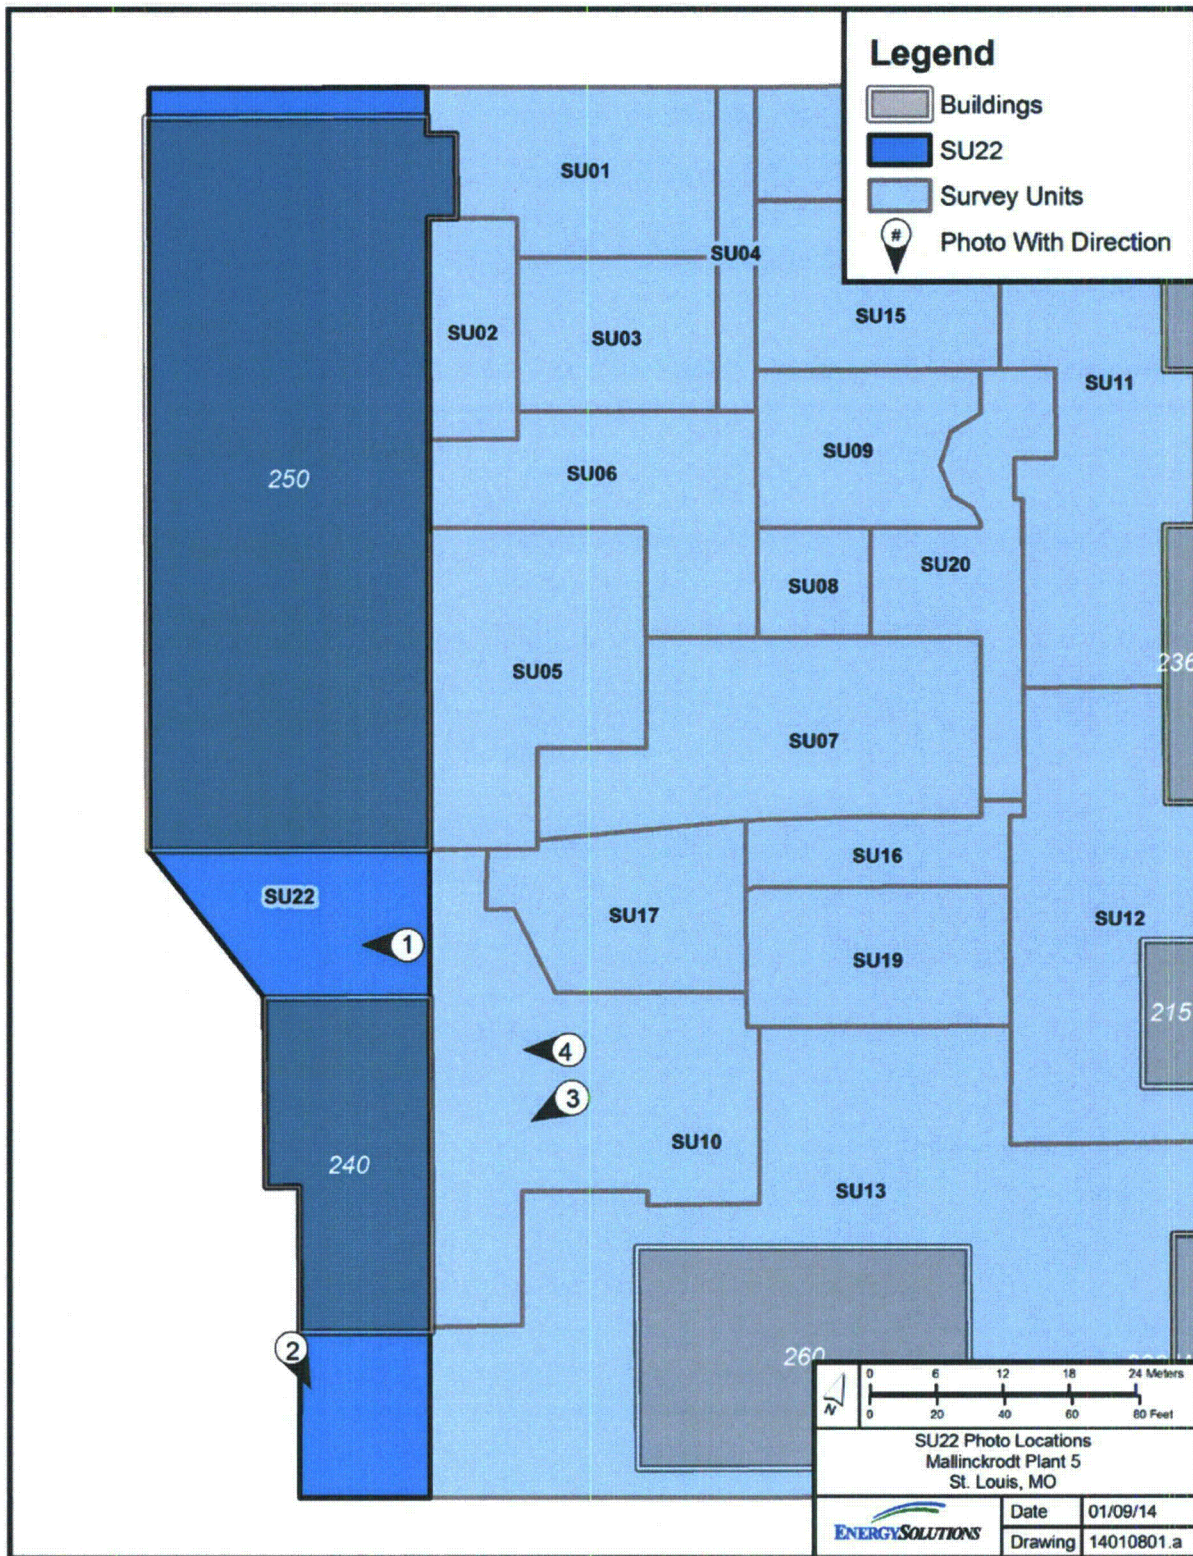 Legend
Buildings
SU22
Survey Units
#
Photo With Direction
SU01
SU04
SU02
SU03
SU15
SU11
250
SU06
SU09
SU08
SU20
SU05
236
SU07
SU16
SU22
SU17
SU12
1
SU19
215
4
3
240
SU10
SU13
2
260
0 6 12 18 24 Meters
N
0 20 40 60 80 Feet
SU22 Photo Locations
Mallinckrodt Plant 5
St. Louis, MO
ENERGYSOLUTIONS
Date 01/09/14
Drawing 14010801.a